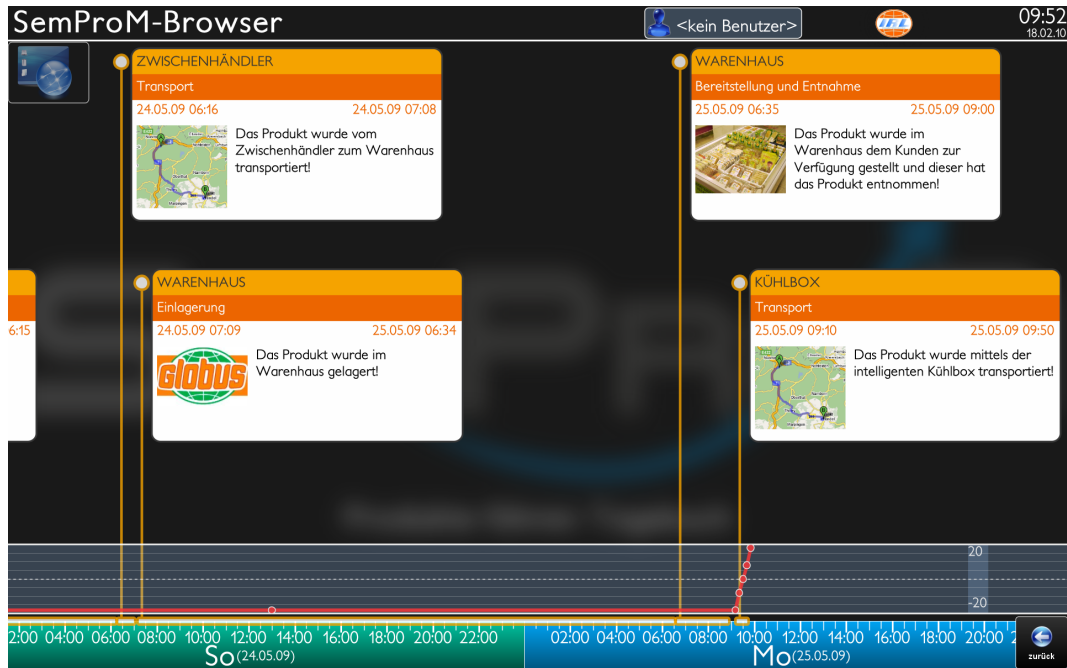 SemProM-Browser
<kein Benutzer>
IRL
09:52
18.02.10
ZWISCHENHÄNDLER
Transport
24.05.09 06:16 24.05.09 07:08
Das Produkt wurde vom
Zwischenhändler zum Warenhaus
transportiert!
WARENHAUS
Bereitstellung und Entnahme
25.05.09 06:35 25.05.09 09:00
Das Produkt wurde im
Warenhaus dem Kunden zur
Verfügung gestellt und dieser hat
das Produkt entnommen!
6:15
WARENHAUS
Einlagerung
24.05.09 07:09 25.05.09 06:34
GLOBUS
Das Produkt wurde im
Warenhaus gelagert!
KÜHLBOX
Transport
25.05.09 09:10 25.05.09 09:50
Das Produkt wurde mittels der
intelligenten Kühlbox transportiert!
20
-20
2:00 04:00 06:00 08:00 10:00 12:00 14:00 16:00 18:00 20:00 22:00 02:00 04:00 06:00 08:00 10:00 12:00 14:00 16:00 18:00 20:00 2
So (24.05.09) Mo (25.05.09)
zurück